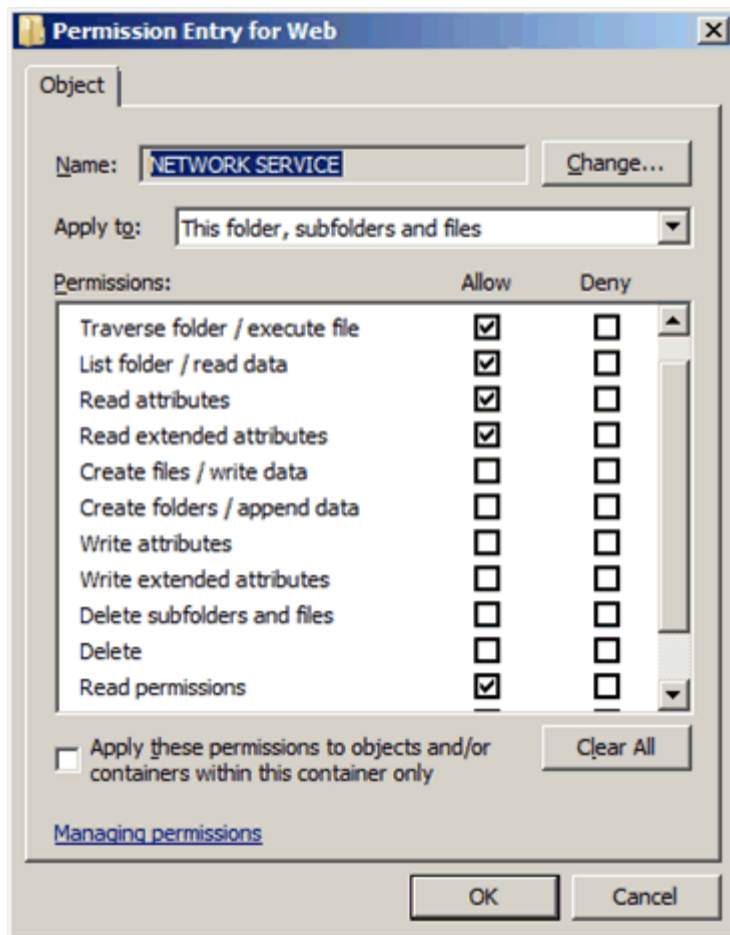 Permission Entry for Web
Object
Name: NETWORK SERVICE Change...
Apply to: This folder, subfolders and files
Permissions: Allow Deny
Traverse folder / execute file
List folder / read data
Read attributes
Read extended attributes
Create files / write data
Create folders / append data
Write attributes
Write extended attributes
Delete subfolders and files
Delete
Read permissions
Apply these permissions to objects and/or
containers within this container only
Clear All
Managing permissions
OK Cancel